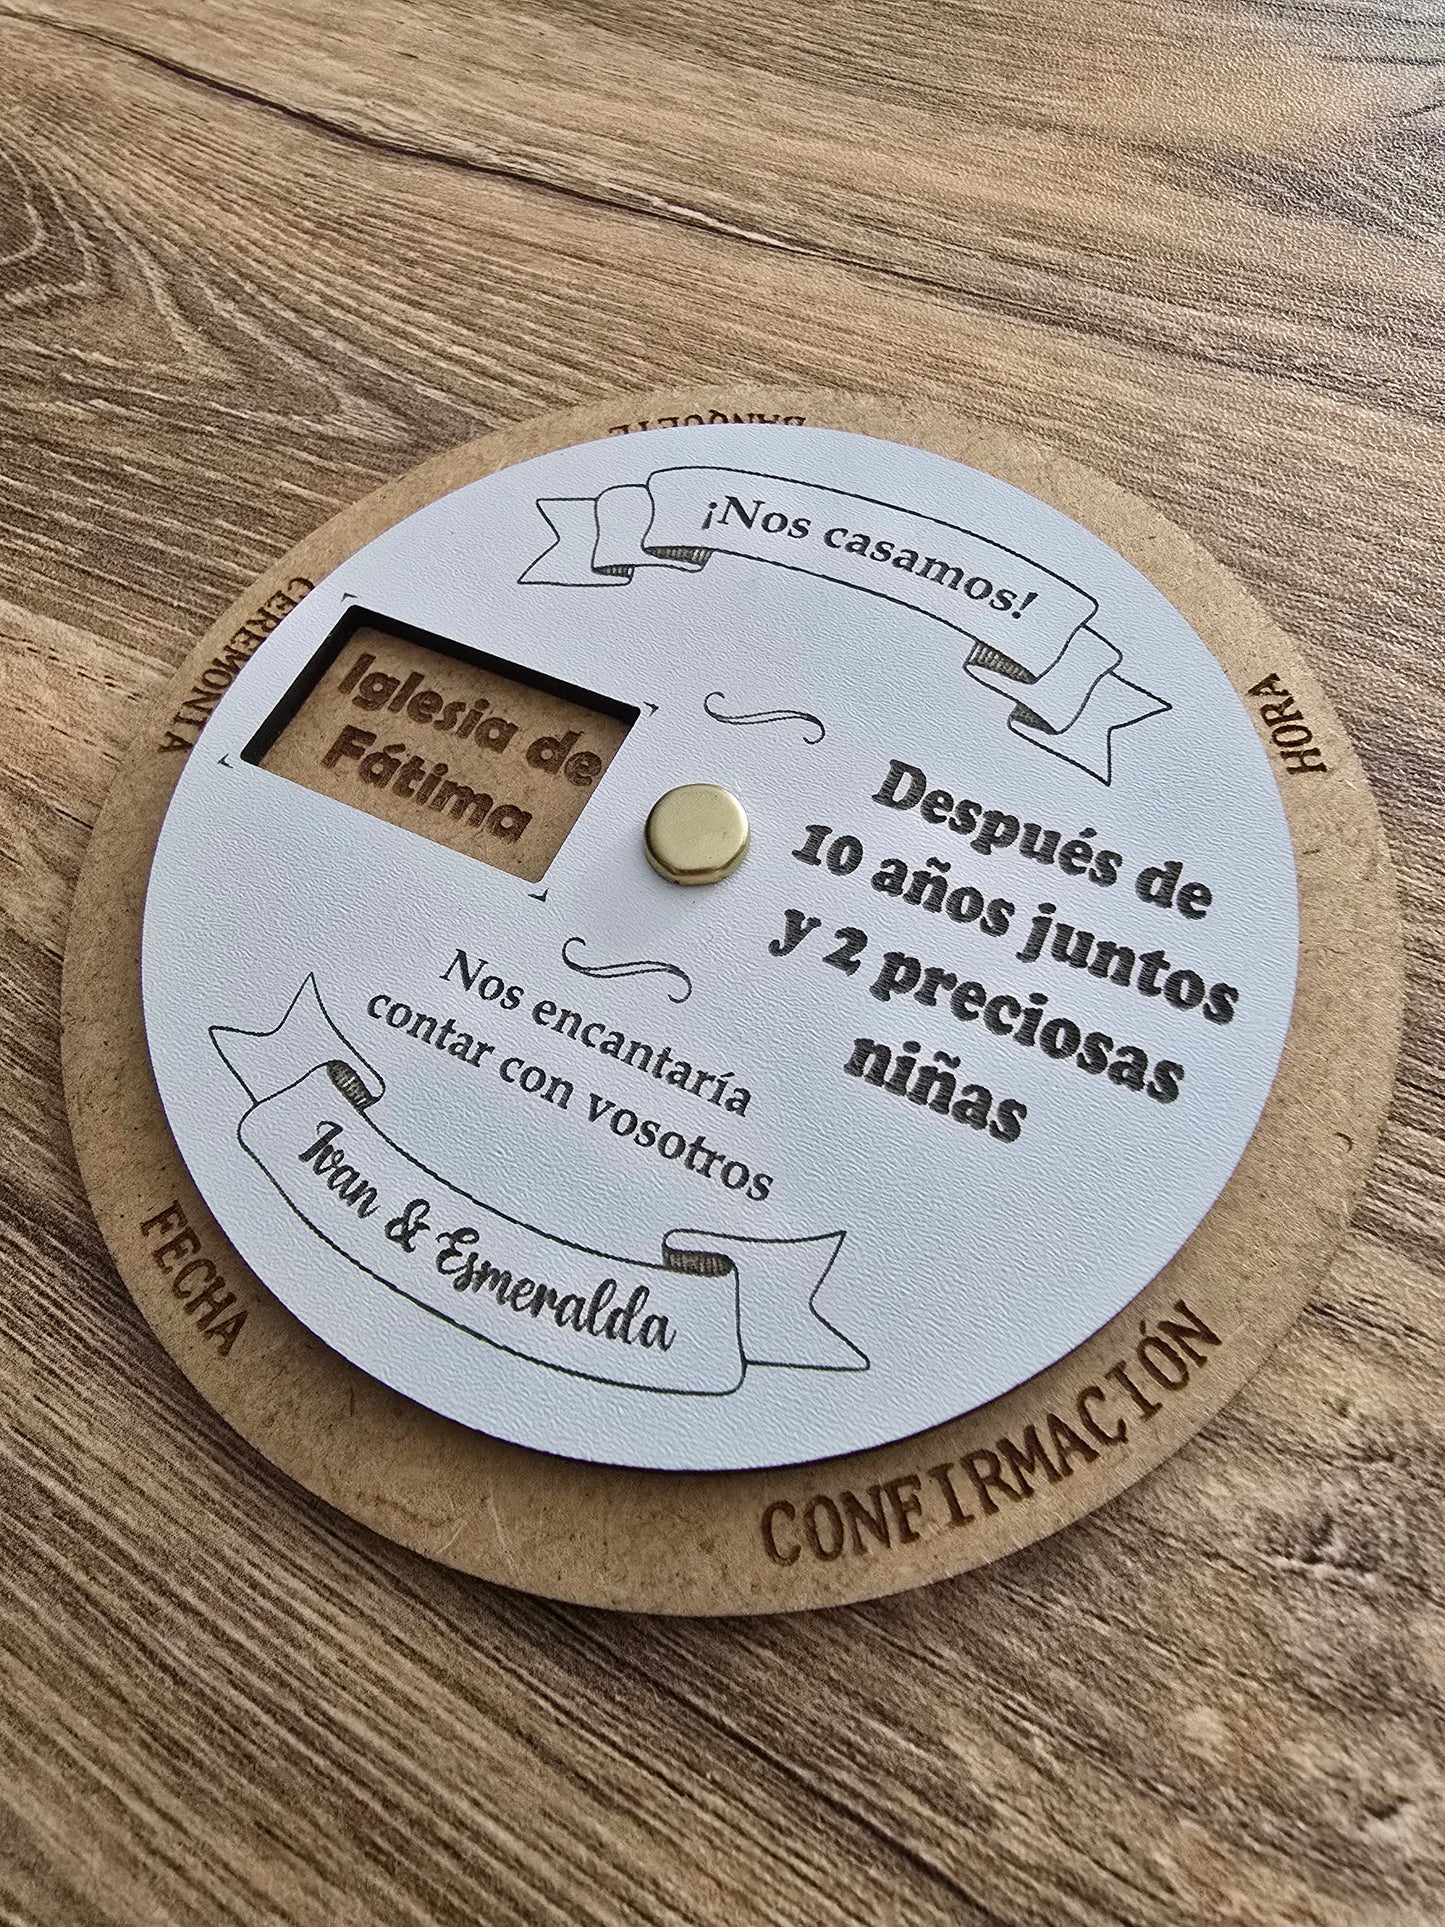 BANQUETE
¡Nos casamos!
CEREMONIA
HORA
Iglesia de
Fátima
Después de
10 años juntos
y 2 preciosas
niñas
Nos encantaría
contar con vosotros
Ivan & Esmeralda
FECHA
CONFIRMACIÓN